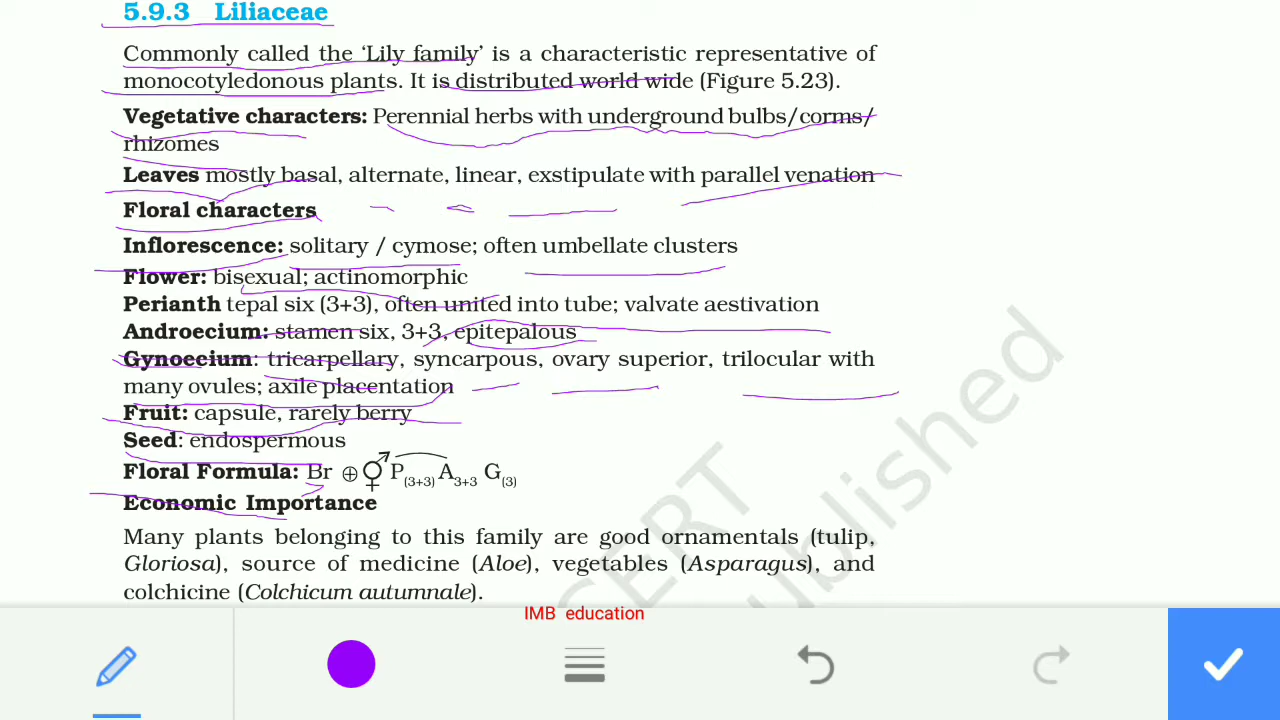 5.9.3 Liliaceae
Commonly called the ‘Lily family’ is a characteristic representative of
monocotyledonous plants. It is distributed world wide (Figure 5.23).
Vegetative characters: Perennial herbs with underground bulbs/corms/
rhizomes
Leaves mostly basal, alternate, linear, exstipulate with parallel venation
Floral characters
Inflorescence: solitary / cymose; often umbellate clusters
Flower: bisexual; actinomorphic
Perianth tepal six (3+3), often united into tube; valvate aestivation
Androecium: stamen six, 3+3, epitepalous
Gynoecium: tricarpellary, syncarpous, ovary superior, trilocular with
many ovules; axile placentation
Fruit: capsule, rarely berry
Seed: endospermous
Floral Formula: Br ⊕ ⚥ P(3+3) A3+3 G(3)
Economic Importance
Many plants belonging to this family are good ornamentals (tulip,
Gloriosa), source of medicine (Aloe), vegetables (Asparagus), and
colchicine (Colchicum autumnale).
IMB education